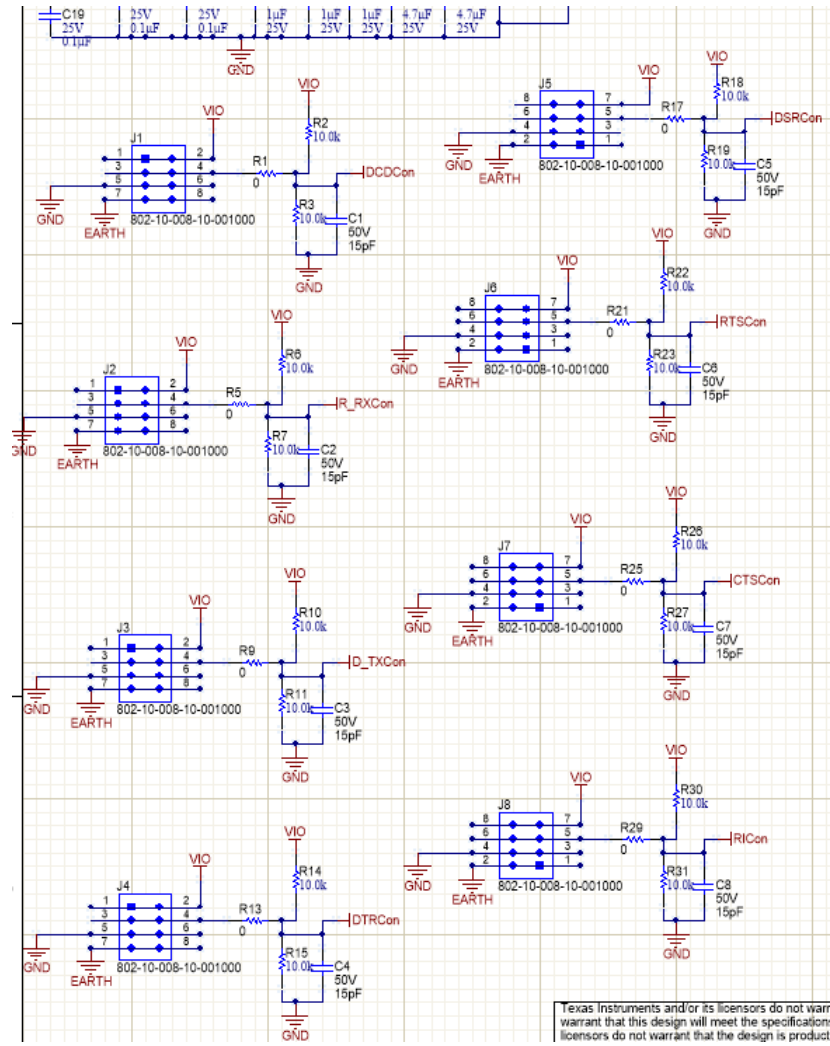 C19
25V
0.1µF
25V
0.1µF
25V
0.1µF
1µF
25V
1µF
25V
1µF
25V
4.7µF
25V
4.7µF
25V
GND
J1
1 2
3 4
5 6
7 8
802-10-008-10-001000
VIO
GND
EARTH
R1
0
VIO
R2
10.0k
R3
10.0k
C1
50V
15pF
DCDCon
GND
J5
8 7
6 5
4 3
2 1
802-10-008-10-001000
VIO
GND
EARTH
R17
0
VIO
R18
10.0k
R19
10.0k
C5
50V
15pF
DSRCon
GND
J2
1 2
3 4
5 6
7 8
802-10-008-10-001000
VIO
GND
EARTH
R5
0
VIO
R6
10.0k
R7
10.0k
C2
50V
15pF
R_RXCon
GND
J6
8 7
6 5
4 3
2 1
802-10-008-10-001000
VIO
GND
EARTH
R21
0
VIO
R22
10.0k
R23
10.0k
C6
50V
15pF
RTSCon
GND
J3
1 2
3 4
5 6
7 8
802-10-008-10-001000
VIO
GND
EARTH
R9
0
VIO
R10
10.0k
R11
10.0k
C3
50V
15pF
D_TXCon
GND
J7
8 7
6 5
4 3
2 1
802-10-008-10-001000
VIO
GND
EARTH
R25
0
VIO
R26
10.0k
R27
10.0k
C7
50V
15pF
CTSCon
GND
J4
1 2
3 4
5 6
7 8
802-10-008-10-001000
VIO
GND
EARTH
R13
0
VIO
R14
10.0k
R15
10.0k
C4
50V
15pF
DTRCon
GND
J8
8 7
6 5
4 3
2 1
802-10-008-10-001000
VIO
GND
EARTH
R29
0
VIO
R30
10.0k
R31
10.0k
C8
50V
15pF
RICon
GND
Texas Instruments and/or its licensors do not warr
warrant that this design will meet the specifications
licensors do not warrant that the design is product